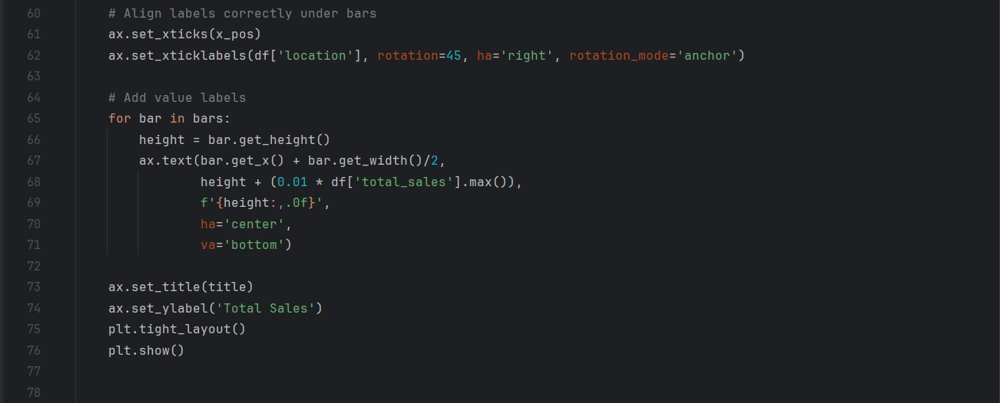 60 # Align labels correctly under bars
61 ax.set_xticks(x_pos)
62 ax.set_xticklabels(df['location'], rotation=45, ha='right', rotation_mode='anchor')
63
64 # Add value labels
65 for bar in bars:
66 height = bar.get_height()
67 ax.text(bar.get_x() + bar.get_width()/2,
68 height + (0.01 * df['total_sales'].max()),
69 f'{height:,.0f}',
70 ha='center',
71 va='bottom')
72
73 ax.set_title(title)
74 ax.set_ylabel('Total Sales')
75 plt.tight_layout()
76 plt.show()
77
78